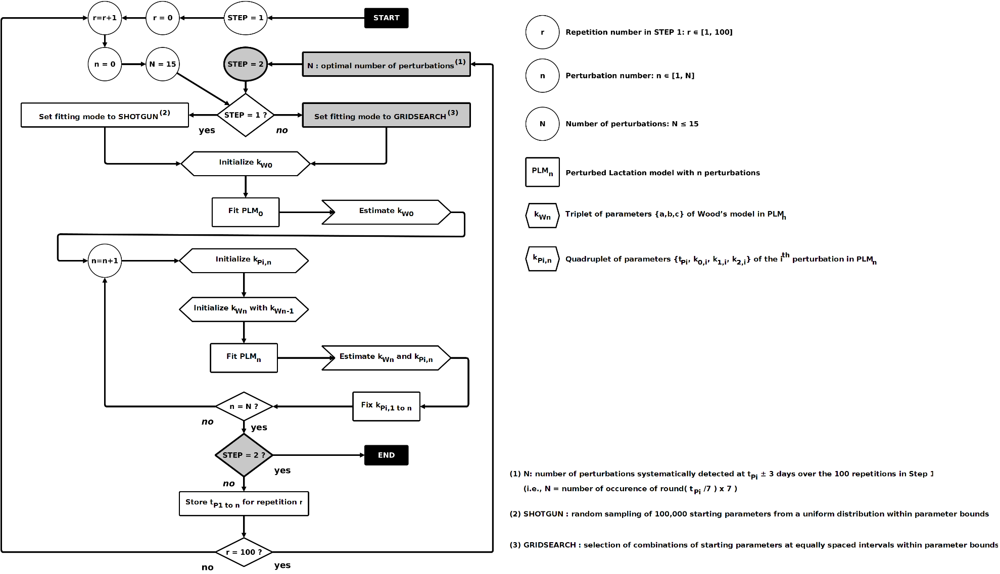 r=r+1
r = 0
STEP = 1
START
n = 0
N = 15
STEP = 2
N : optimal number of perturbations(1)
Set fitting mode to SHOTGUN(2)
STEP = 1 ?
Set fitting mode to GRIDSEARCH(3)
yes
no
Initialize kW0
Fit PLM0
Estimate kW0
n=n+1
Initialize kPi,n
Initialize kWn with kWn-1
Fit PLMn
Estimate kWn and kPi,n
n = N ?
Fix kPi,1 to n
no
yes
STEP = 2 ?
END
yes
no
Store tP1 to n for repetition r
r = 100 ?
no
yes
r
Repetition number in STEP 1: r ∈ [1, 100]
n
Perturbation number: n ∈ [1, N]
N
Number of perturbations: N ≤ 15
PLMn
Perturbed Lactation model with n perturbations
kWn
Triplet of parameters {a,b,c} of Wood’s model in PLMn
kPi,n
Quadruplet of parameters {tPi, k0,i, k1,i, k2,i} of the ith perturbation in PLMn
(1) N: number of perturbations systematically detected at tPi ± 3 days over the 100 repetitions in Step 1
(i.e., N = number of occurence of round( tPi /7 ) x 7 )
(2) SHOTGUN : random sampling of 100,000 starting parameters from a uniform distribution within parameter bounds
(3) GRIDSEARCH : selection of combinations of starting parameters at equally spaced intervals within parameter bounds